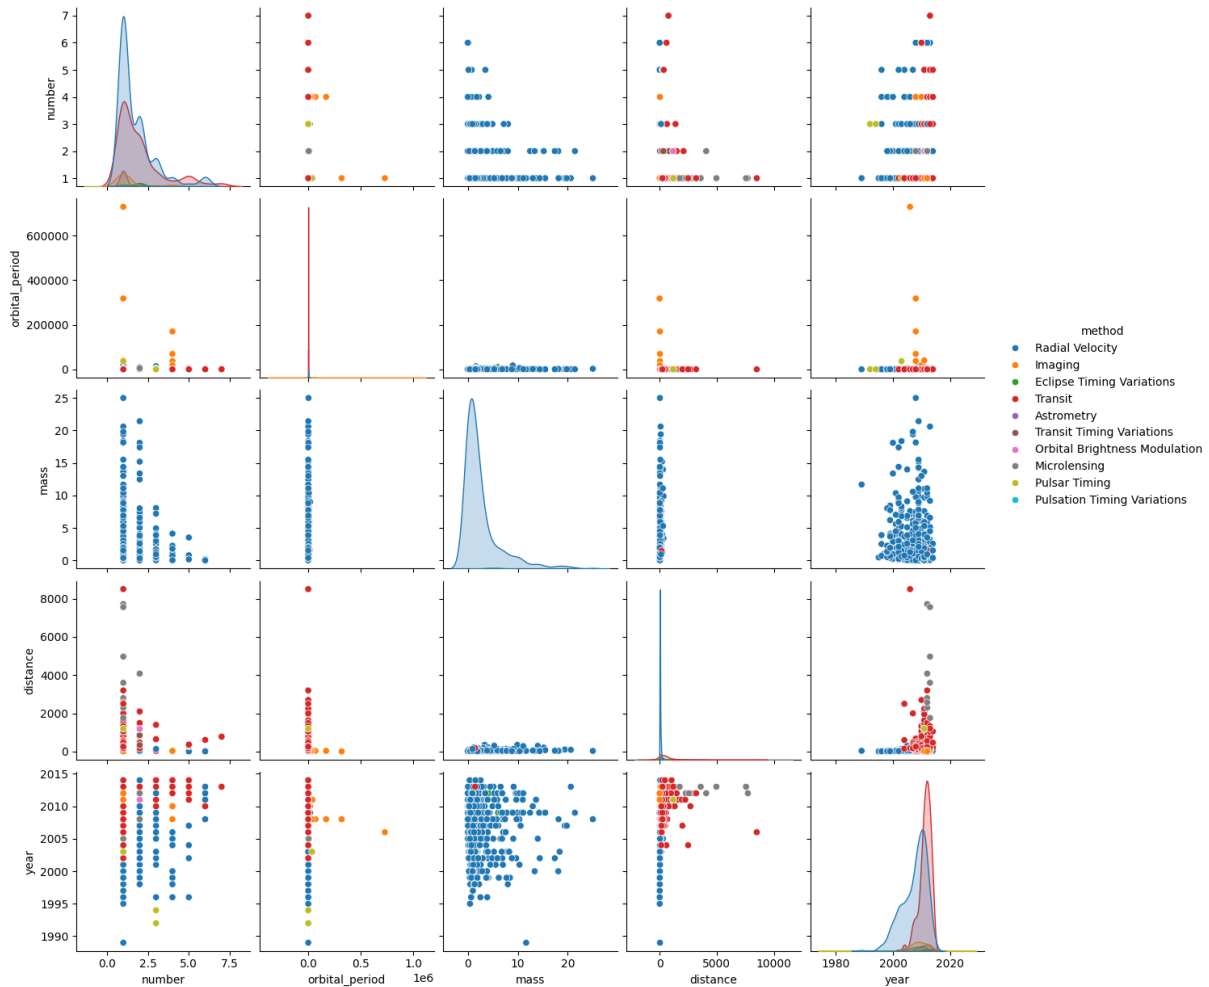 7
6
5
4
3
2
1
number
600000
400000
200000
0
orbital_period
25
20
15
10
5
0
mass
8000
6000
4000
2000
0
distance
2015
2010
2005
2000
1995
1990
year
0.0 2.5 5.0 7.5
number
0.0 0.5 1.0
1e6
orbital_period
0 10 20
mass
0 5000 10000
distance
1980 2000 2020
year
method
Radial Velocity
Imaging
Eclipse Timing Variations
Transit
Astrometry
Transit Timing Variations
Orbital Brightness Modulation
Microlensing
Pulsar Timing
Pulsation Timing Variations